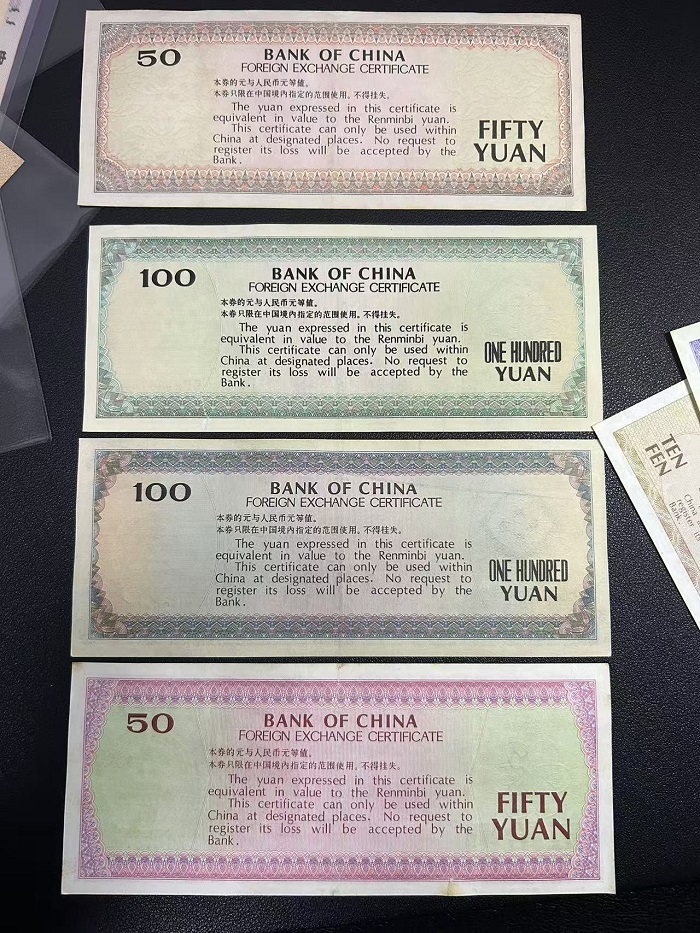 50
BANK OF CHINA
FOREIGN EXCHANGE CERTIFICATE
本券的元与人民币元等值。
本券只限在中国境内指定的范围使用。不得挂失。
The yuan expressed in this certificate is
equivalent in value to the Renminbi yuan.
This certificate can only be used within
China at designated places. No request to
register its loss will be accepted by the
Bank.
FIFTY
YUAN
100
BANK OF CHINA
FOREIGN EXCHANGE CERTIFICATE
本券的元与人民币元等值。
本券只限在中国境内指定的范围使用。不得挂失。
The yuan expressed in this certificate is
equivalent in value to the Renminbi yuan.
This certificate can only be used within
China at designated places. No request to
register its loss will be accepted by the
Bank.
ONE HUNDRED
YUAN
100
BANK OF CHINA
FOREIGN EXCHANGE CERTIFICATE
本券的元与人民币元等值。
本券只限在中国境内指定的范围使用。不得挂失。
The yuan expressed in this certificate is
equivalent in value to the Renminbi yuan.
This certificate can only be used within
China at designated places. No request to
register its loss will be accepted by the
Bank.
ONE HUNDRED
YUAN
50
BANK OF CHINA
FOREIGN EXCHANGE CERTIFICATE
本券的元与人民币元等值。
本券只限在中国境内指定的范围使用。不得挂失。
The yuan expressed in this certificate is
equivalent in value to the Renminbi yuan.
This certificate can only be used within
China at designated places. No request to
register its loss will be accepted by the
Bank.
FIFTY
YUAN
TEN
FEN